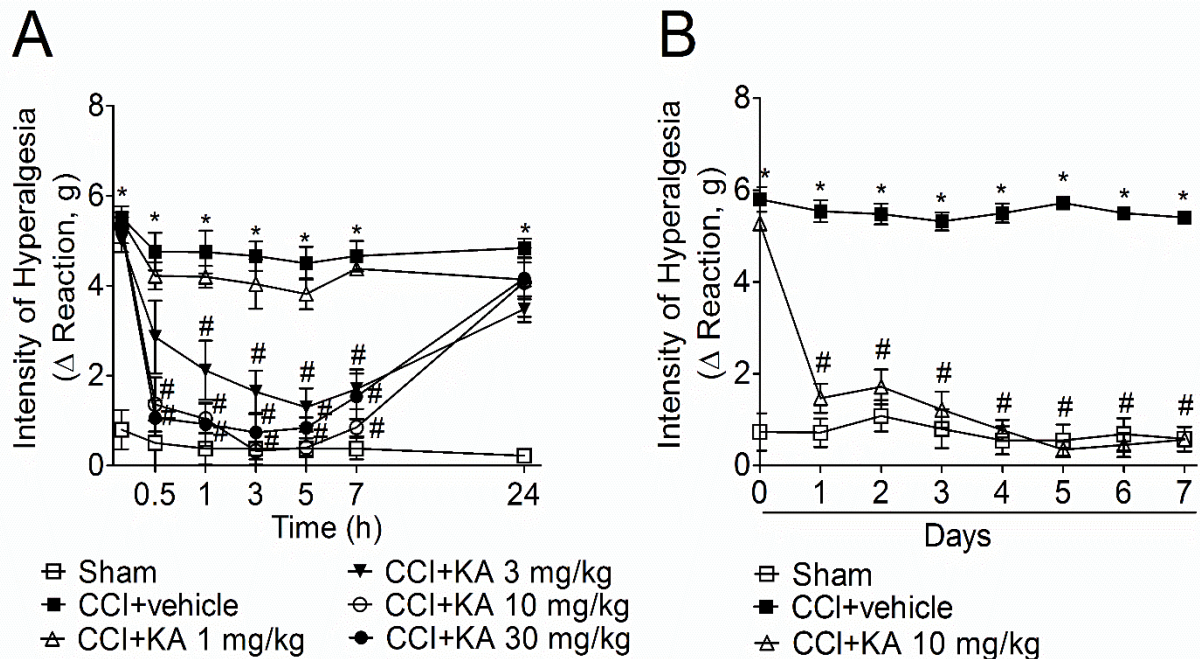 A
B
Intensity of Hyperalgesia
(Δ Reaction, g)
8
6
4
2
0
* * * * * * *
# # # # #
# # # # #
# # # # #
0.5 1 3 5 7 24
Time (h)
Sham
CCI+vehicle
CCI+KA 1 mg/kg
CCI+KA 3 mg/kg
CCI+KA 10 mg/kg
CCI+KA 30 mg/kg
Intensity of Hyperalgesia
(Δ Reaction, g)
8
6
4
2
0
* * * * * * * *
# # # # # # #
0 1 2 3 4 5 6 7
Days
Sham
CCI+vehicle
CCI+KA 10 mg/kg